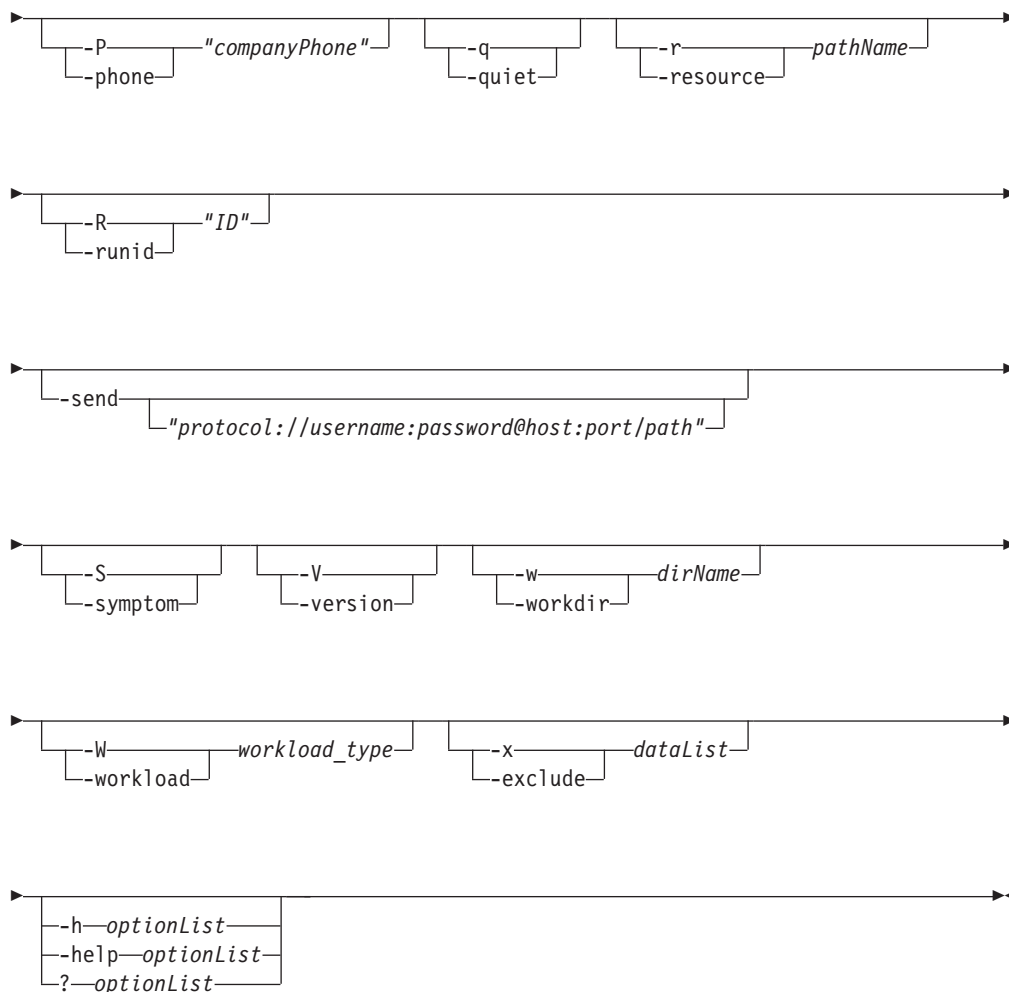 -P "companyPhone" -q -r pathName
-phone -quiet -resource
-R "ID"
-runid
-send
"protocol://username:password@host:port/path"
-S -V -w dirName
-symptom -version -workdir
-W workload_type -x dataList
-workload -exclude
-h optionList
-help optionList
? optionList